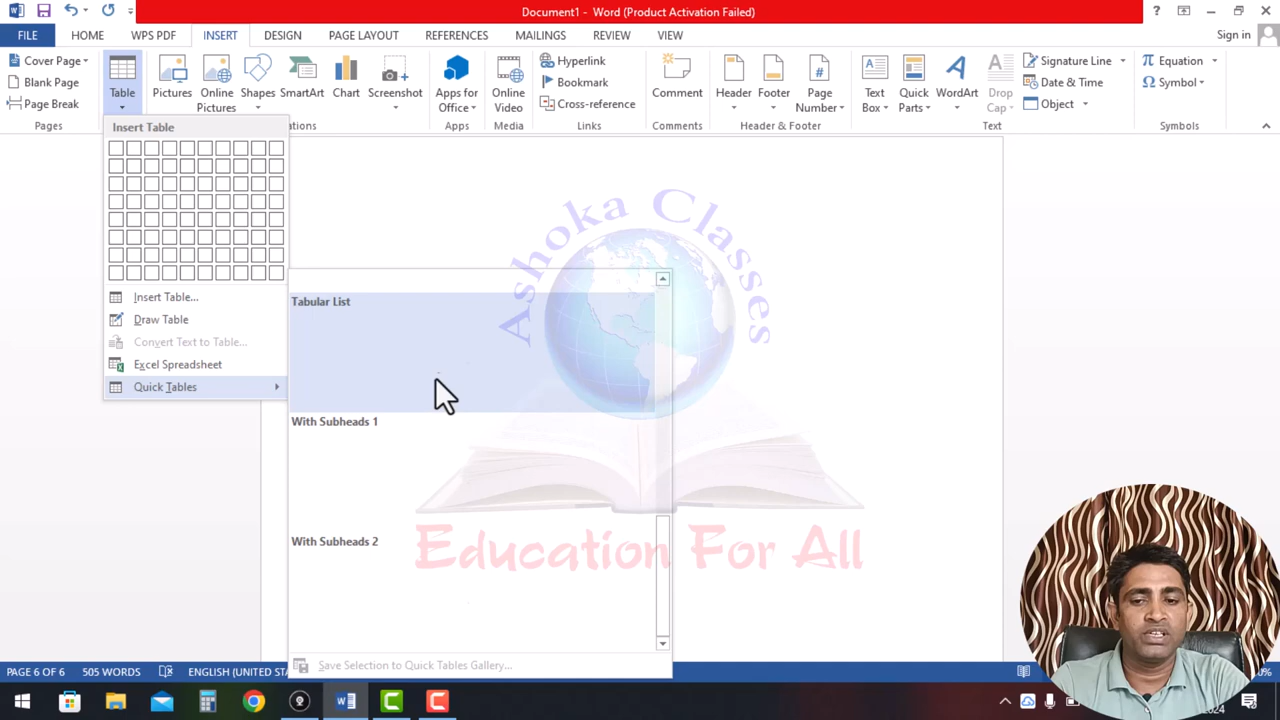 Document1 - Word (Product Activation Failed)
FILE HOME WPS PDF INSERT DESIGN PAGE LAYOUT REFERENCES MAILINGS REVIEW VIEW Sign in
Cover Page
Blank Page
Page Break
Pages
Table
Pictures
Online Pictures
Shapes
SmartArt
Chart
Screenshot
ations
Apps for Office
Apps
Online Video
Media
Hyperlink
Bookmark
Cross-reference
Links
Comment
Comments
Header
Footer
Page Number
Header & Footer
Text Box
Quick Parts
WordArt
Drop Cap
Signature Line
Date & Time
Object
Text
Equation
Symbol
Symbols
Insert Table
Insert Table...
Draw Table
Convert Text to Table...
Excel Spreadsheet
Quick Tables
Tabular List
With Subheads 1
With Subheads 2
Save Selection to Quick Tables Gallery...
Ashoka Classes
Education For All
PAGE 6 OF 6 505 WORDS ENGLISH (UNITED STA